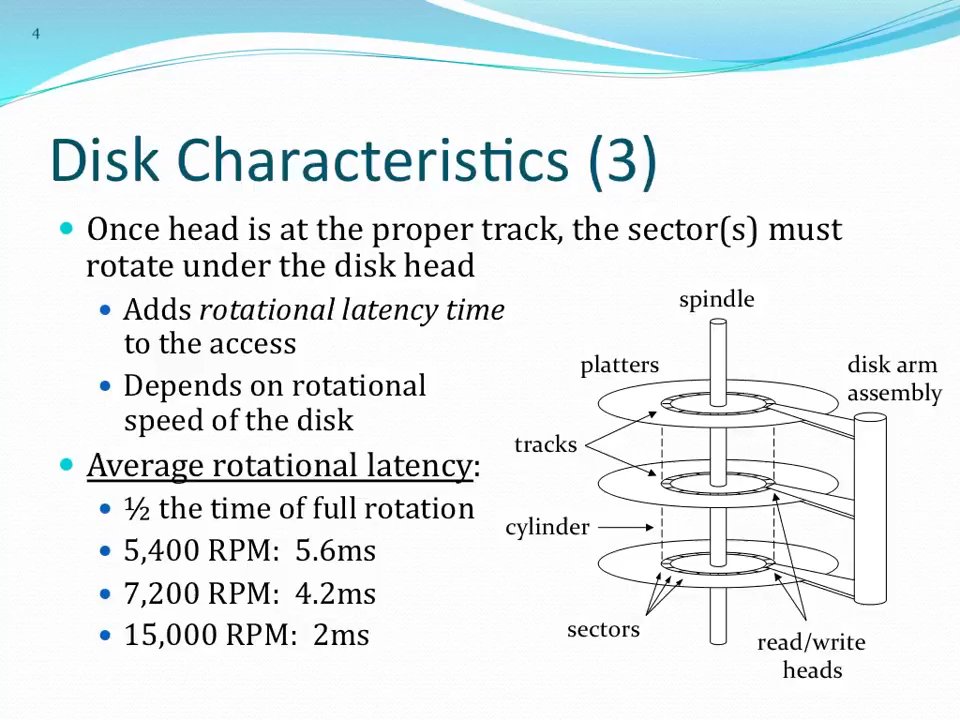 4
Disk Characteristics (3)
Once head is at the proper track, the sector(s) must
rotate under the disk head
Adds rotational latency time
to the access
Depends on rotational
speed of the disk
Average rotational latency:
½ the time of full rotation
5,400 RPM: 5.6ms
7,200 RPM: 4.2ms
15,000 RPM: 2ms
spindle
platters
disk arm
assembly
tracks
cylinder
sectors
read/write
heads